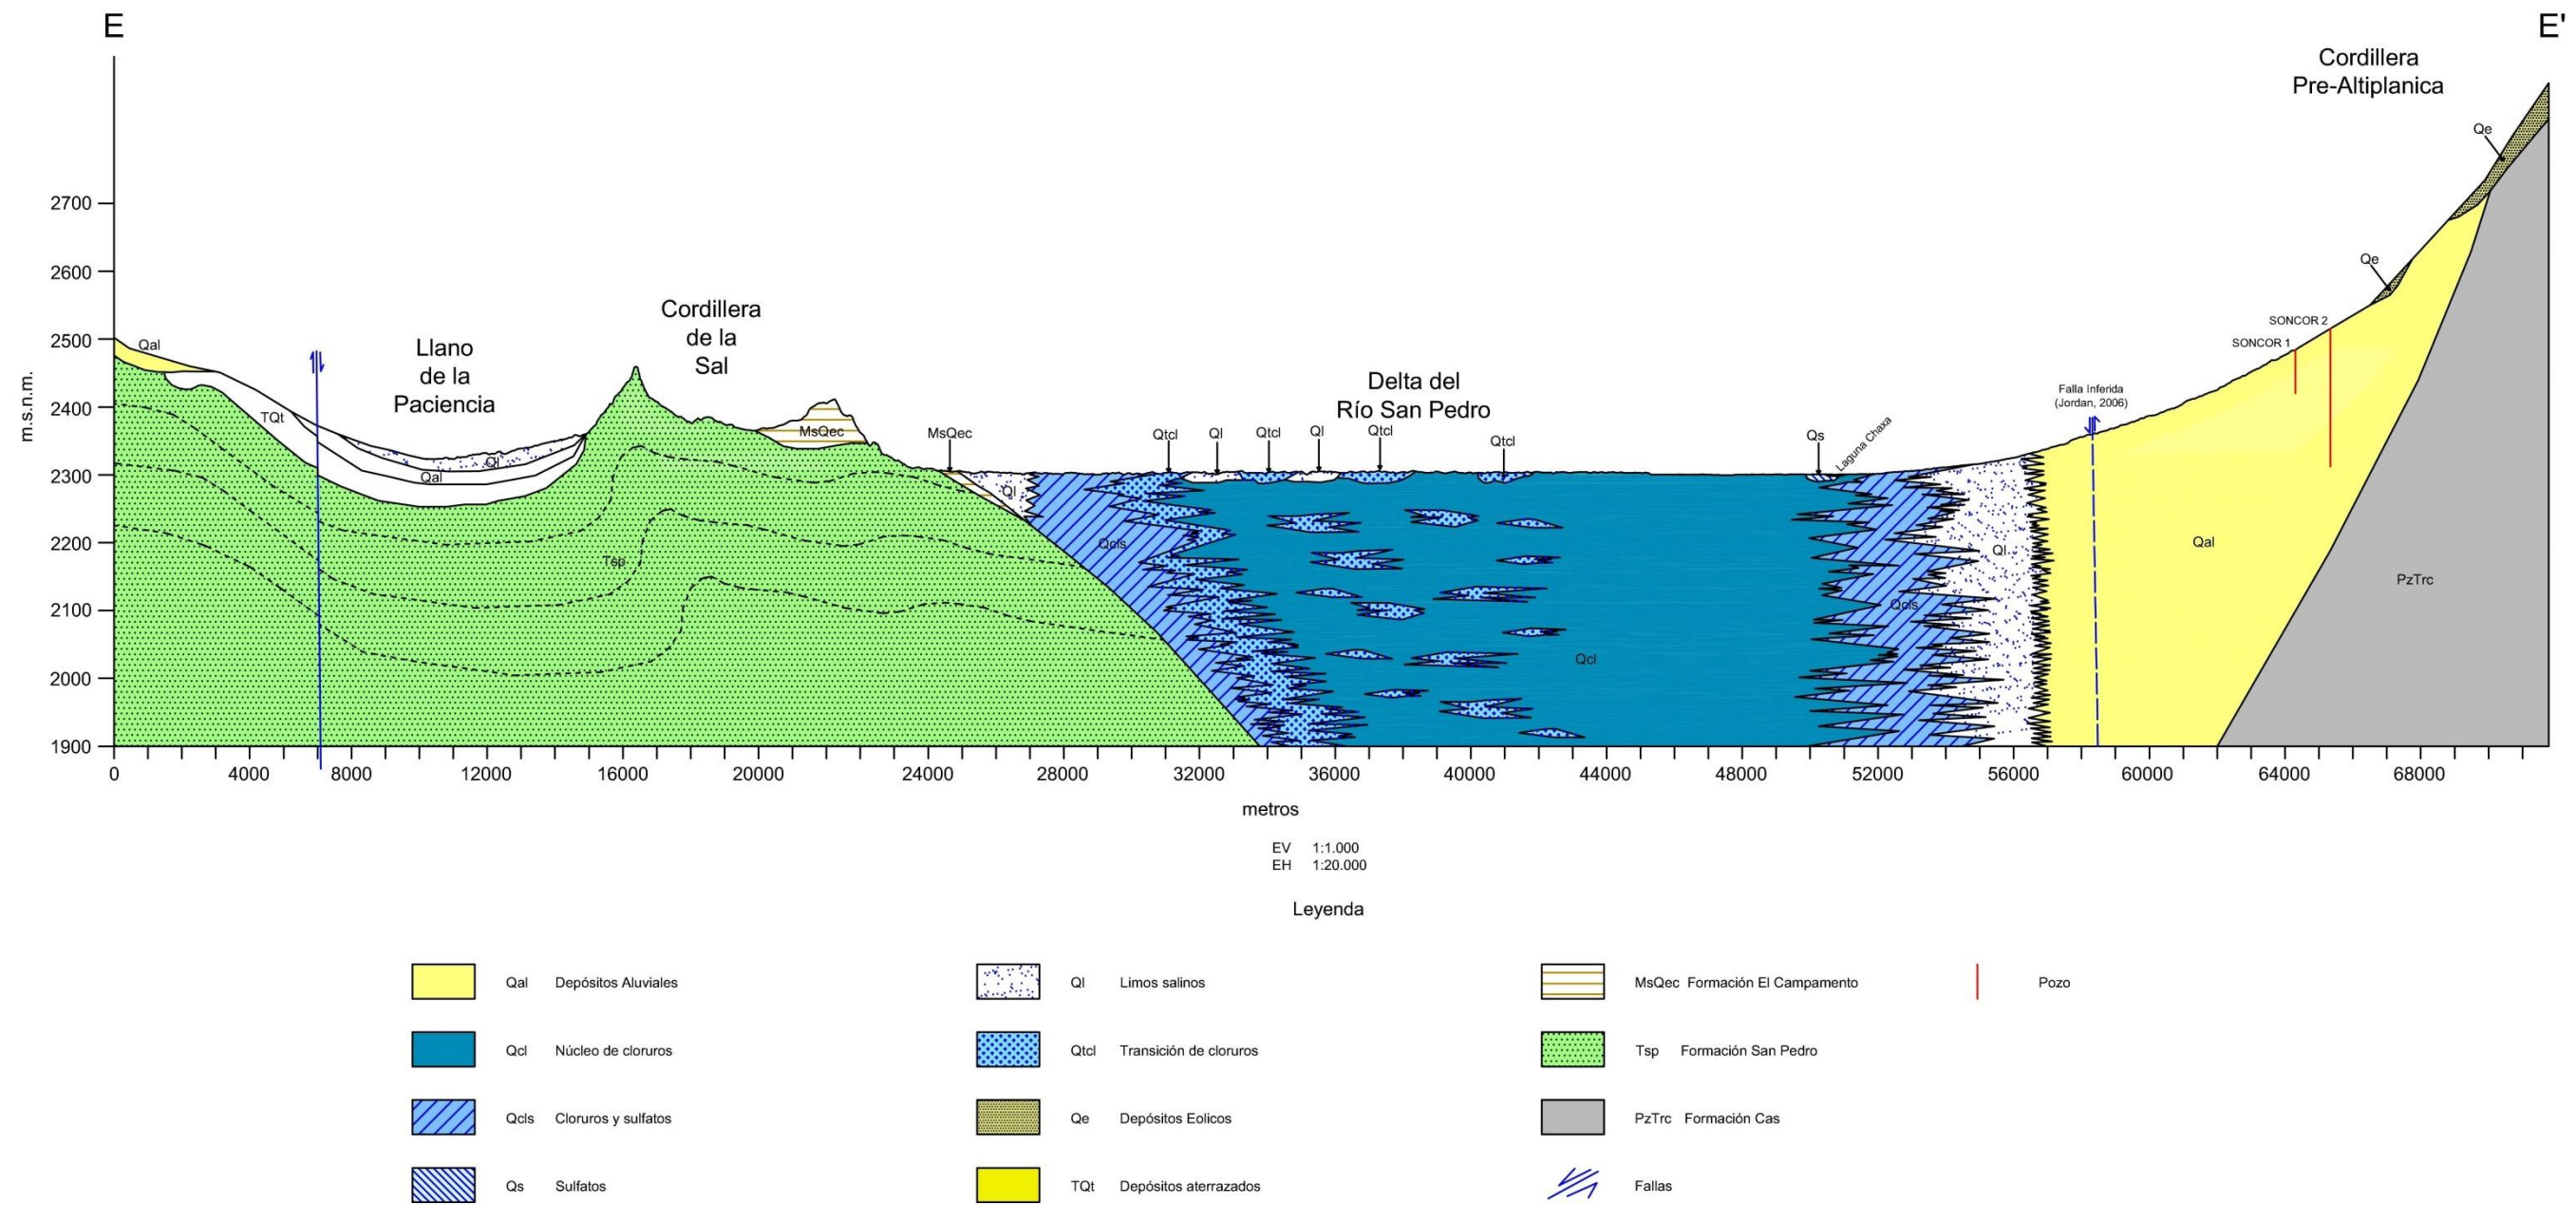 E
E'
Cordillera
Pre-Altiplanica
Qe
2700
2600
Qe
Cordillera
de la
Sal
SONCOR 2
2500
Qal
SONCOR 1
Llano
de la
Paciencia
Delta del
Río San Pedro
Falla Inferida
(Jordan, 2006)
m.s.n.m.
2400
TQt
MsQec
MsQec
Qtcl
Ql
Qtcl
Ql
Qtcl
Qtcl
Qs
Laguna Chaxa
2300
Ql
Qal
Ql
2200
Tsp
Qcls
Ql
Qal
PzTrc
2100
Qcls
2000
Qcl
1900
0
4000
8000
12000
16000
20000
24000
28000
32000
36000
40000
44000
48000
52000
56000
60000
64000
68000
metros
EV 1:1.000
EH 1:20.000
Leyenda
Qal Depósitos Aluviales
Ql Limos salinos
MsQec Formación El Campamento
Pozo
Qcl Núcleo de cloruros
Qtcl Transición de cloruros
Tsp Formación San Pedro
Qcls Cloruros y sulfatos
Qe Depósitos Eolicos
PzTrc Formación Cas
Qs Sulfatos
TQt Depósitos aterrazados
Fallas